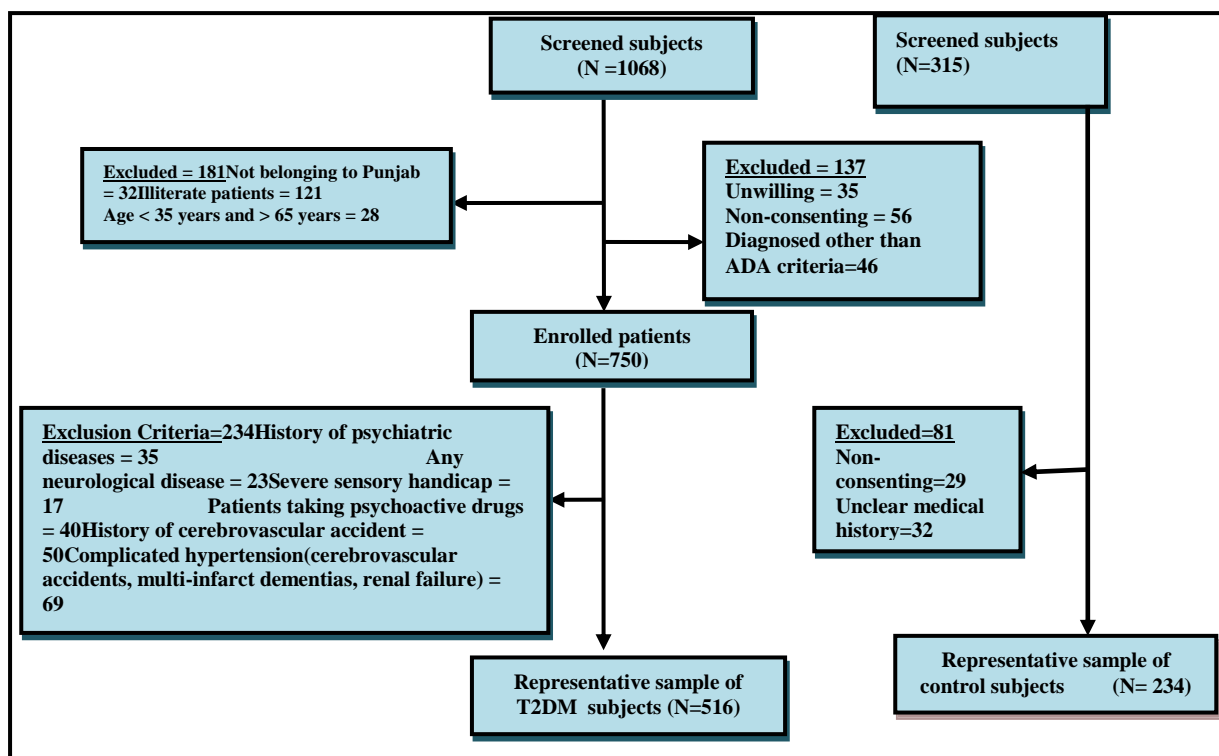 Screened subjects
(N =1068)
Screened subjects
(N=315)
Excluded = 181Not belonging to Punjab
= 32Illiterate patients = 121
Age < 35 years and > 65 years = 28
Excluded = 137
Unwilling = 35
Non-consenting = 56
Diagnosed other than
ADA criteria=46
Enrolled patients
(N=750)
Exclusion Criteria=234History of psychiatric
diseases = 35 Any
neurological disease = 23Severe sensory handicap =
17 Patients taking psychoactive drugs
= 40History of cerebrovascular accident =
50Complicated hypertension(cerebrovascular
accidents, multi-infarct dementias, renal failure) =
69
Excluded=81
Non-
consenting=29
Unclear medical
history=32
Representative sample of
T2DM subjects (N=516)
Representative sample of
control subjects (N= 234)